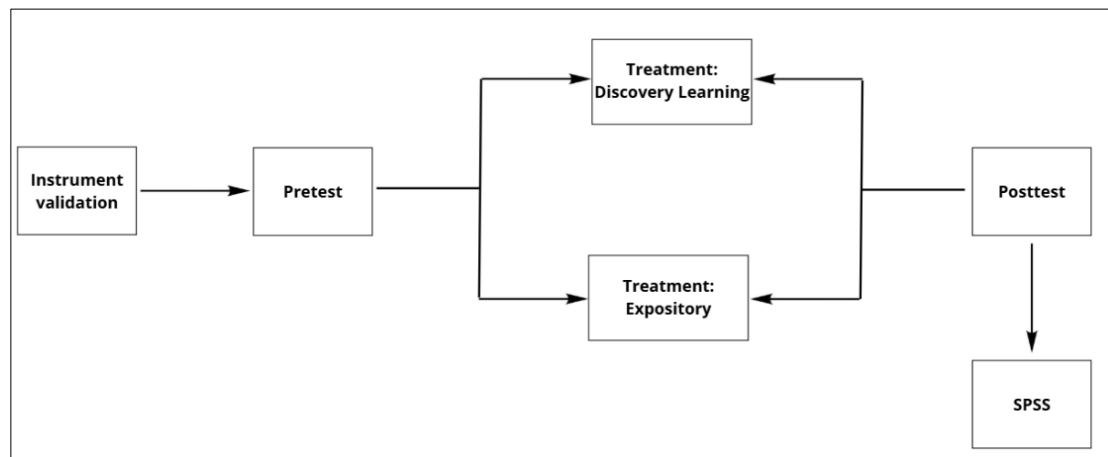 Treatment:
Discovery Learning
Instrument
validation
Pretest
Posttest
Treatment:
Expository
SPSS